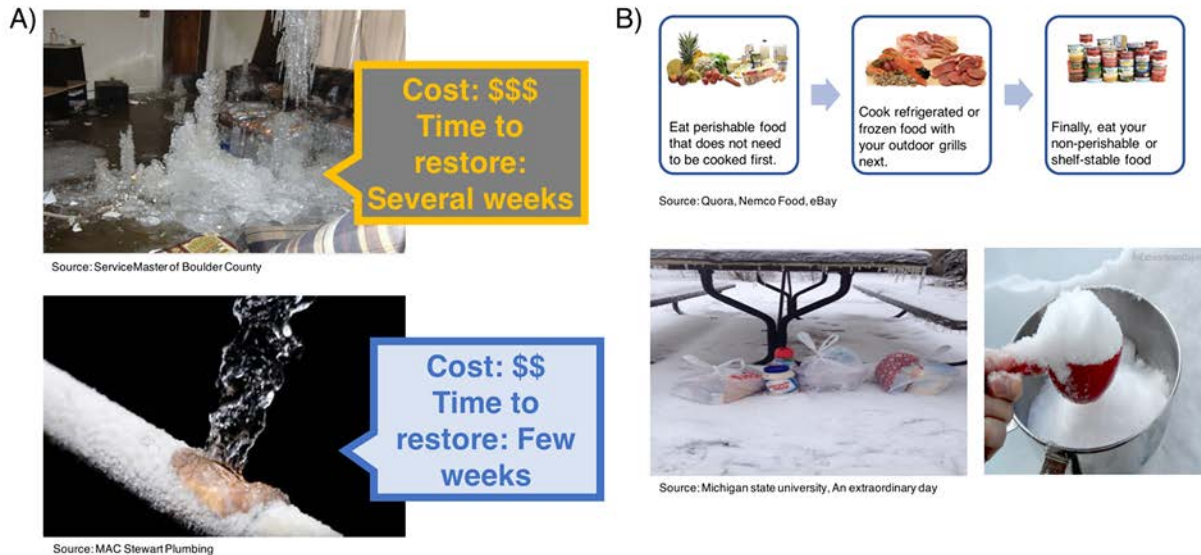 A)
Cost: $$$
Time to
restore:
Several weeks
Source: ServiceMaster of Boulder County
Cost: $$
Time to
restore: Few
weeks
Source: MAC Stewart Plumbing
B)
Eat perishable food
that does not need
to be cooked first.
Cook refrigerated or
frozen food with
your outdoor grills
next.
Finally, eat your
non-perishable or
shelf-stable food
Source: Quora, Nemco Food, eBay
Source: Michigan state university, An extraordinary day